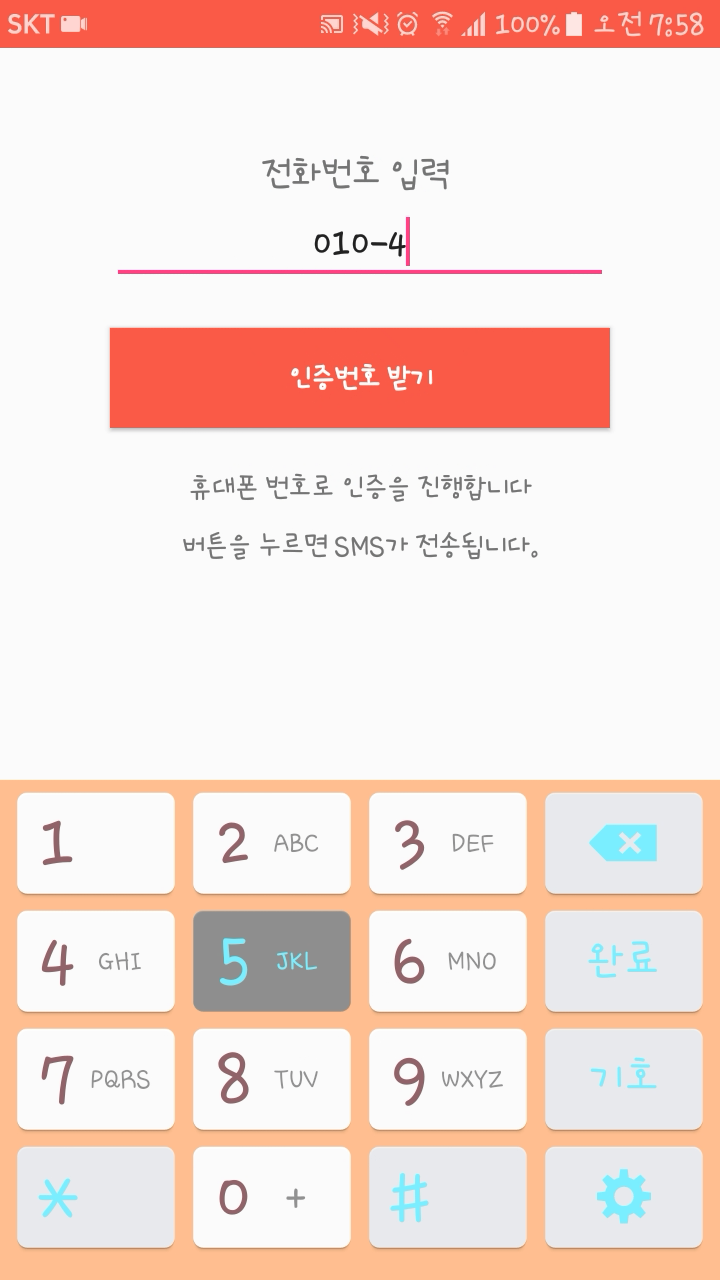 SKT 100% 오전 7:58
전화번호 입력
010-4
인증번호 받기
휴대폰 번호로 인증을 진행합니다
버튼을 누르면 SMS가 전송됩니다.
1 2 ABC 3 DEF
4 GHI 5 JKL 6 MNO 완료
7 PQRS 8 TUV 9 WXYZ 기호
* 0 + #